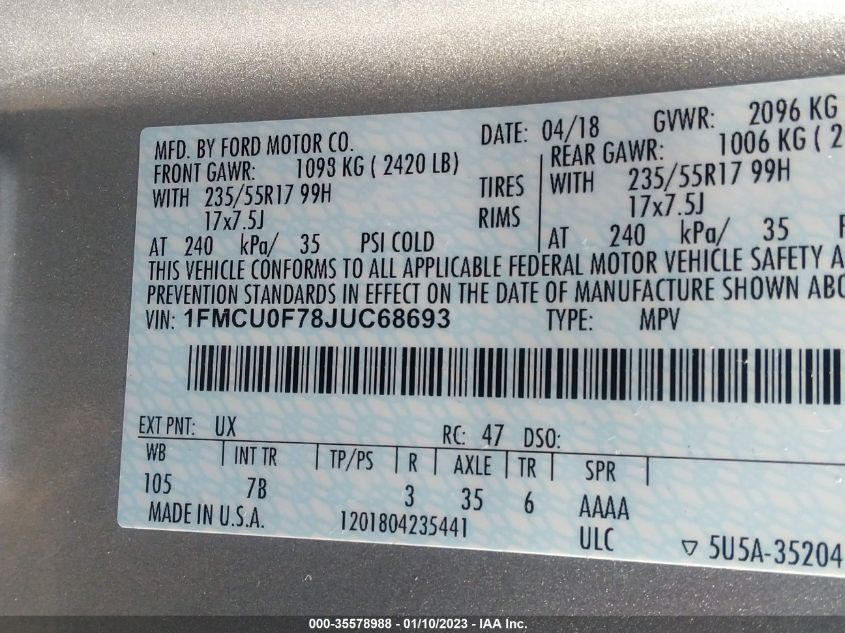 MFD. BY FORD MOTOR CO. DATE: 04/18 GVWR: 2096 KG
FRONT GAWR: 1098 KG ( 2420 LB) REAR GAWR: 1006 KG ( 2
WITH 235/55R17 99H TIRES WITH 235/55R17 99H
17x7.5J RIMS 17x7.5J
AT 240 kPa/ 35 PSI COLD AT 240 kPa/ 35
THIS VEHICLE CONFORMS TO ALL APPLICABLE FEDERAL MOTOR VEHICLE SAFETY A
PREVENTION STANDARDS IN EFFECT ON THE DATE OF MANUFACTURE SHOWN ABO
VIN: 1FMCU0F78JUC68693 TYPE: MPV
EXT PNT: UX RC: 47 DSO:
WB INT TR TP/PS R AXLE TR SPR
105 7B 3 35 6 AAAA
MADE IN U.S.A. 1201804235441 ULC ▽ 5U5A-35204
000-35578988 — 01/10/2023 — IAA Inc.